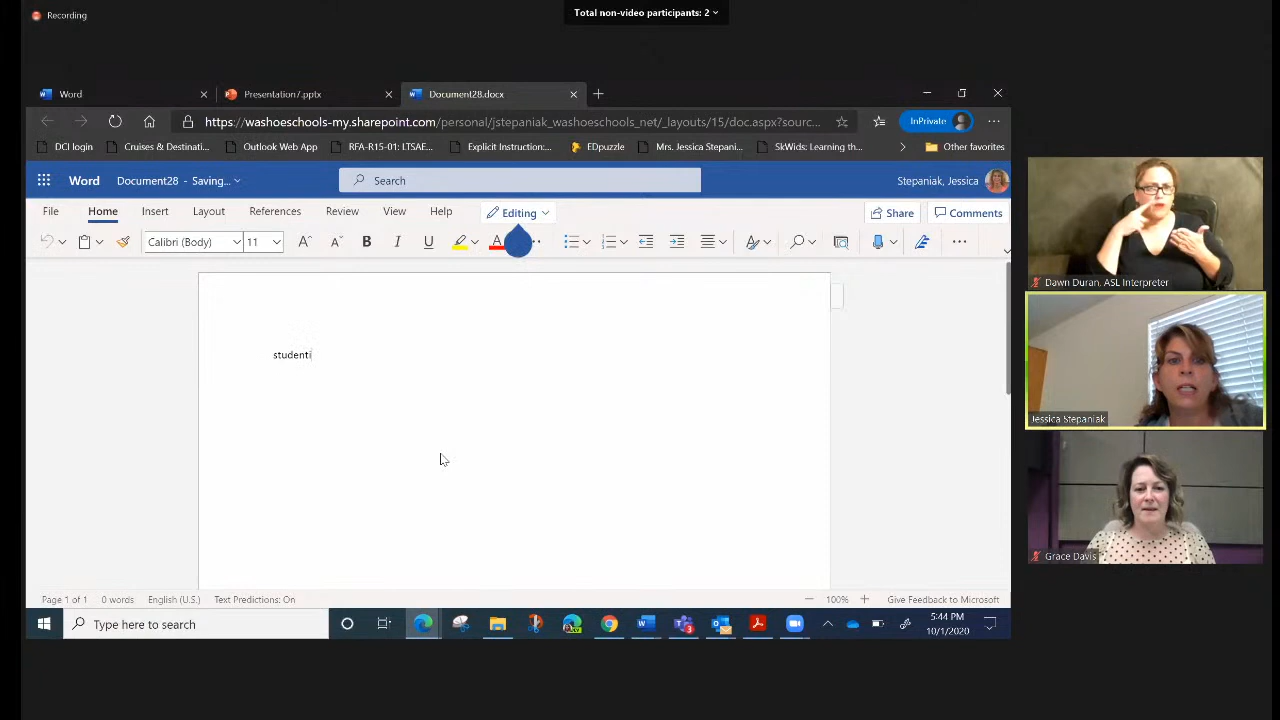 Recording
Total non-video participants: 2
Word
Presentation7.pptx
Document28.docx
https://washoeschools-my.sharepoint.com/personal/jstepaniak_washoeschools_net/_layouts/15/doc.aspx?sourc...
InPrivate
DCI login
Cruises & Destinati...
Outlook Web App
RFA-R15-01: LTSAE...
Explicit Instruction:...
EDpuzzle
Mrs. Jessica Stepani...
SkWids: Learning th...
Other favorites
Word
Document28 - Saving...
Search
Stepaniak, Jessica
File Home Insert Layout References Review View Help Editing
Share
Comments
Calibri (Body) 11 B I U A
studenti
Page 1 of 1 0 words English (U.S.) Text Predictions: On
100% Give Feedback to Microsoft
Type here to search
3
5:44 PM
10/1/2020
Dawn Duran, ASL Interpreter
Jessica Stepaniak
Grace Davis